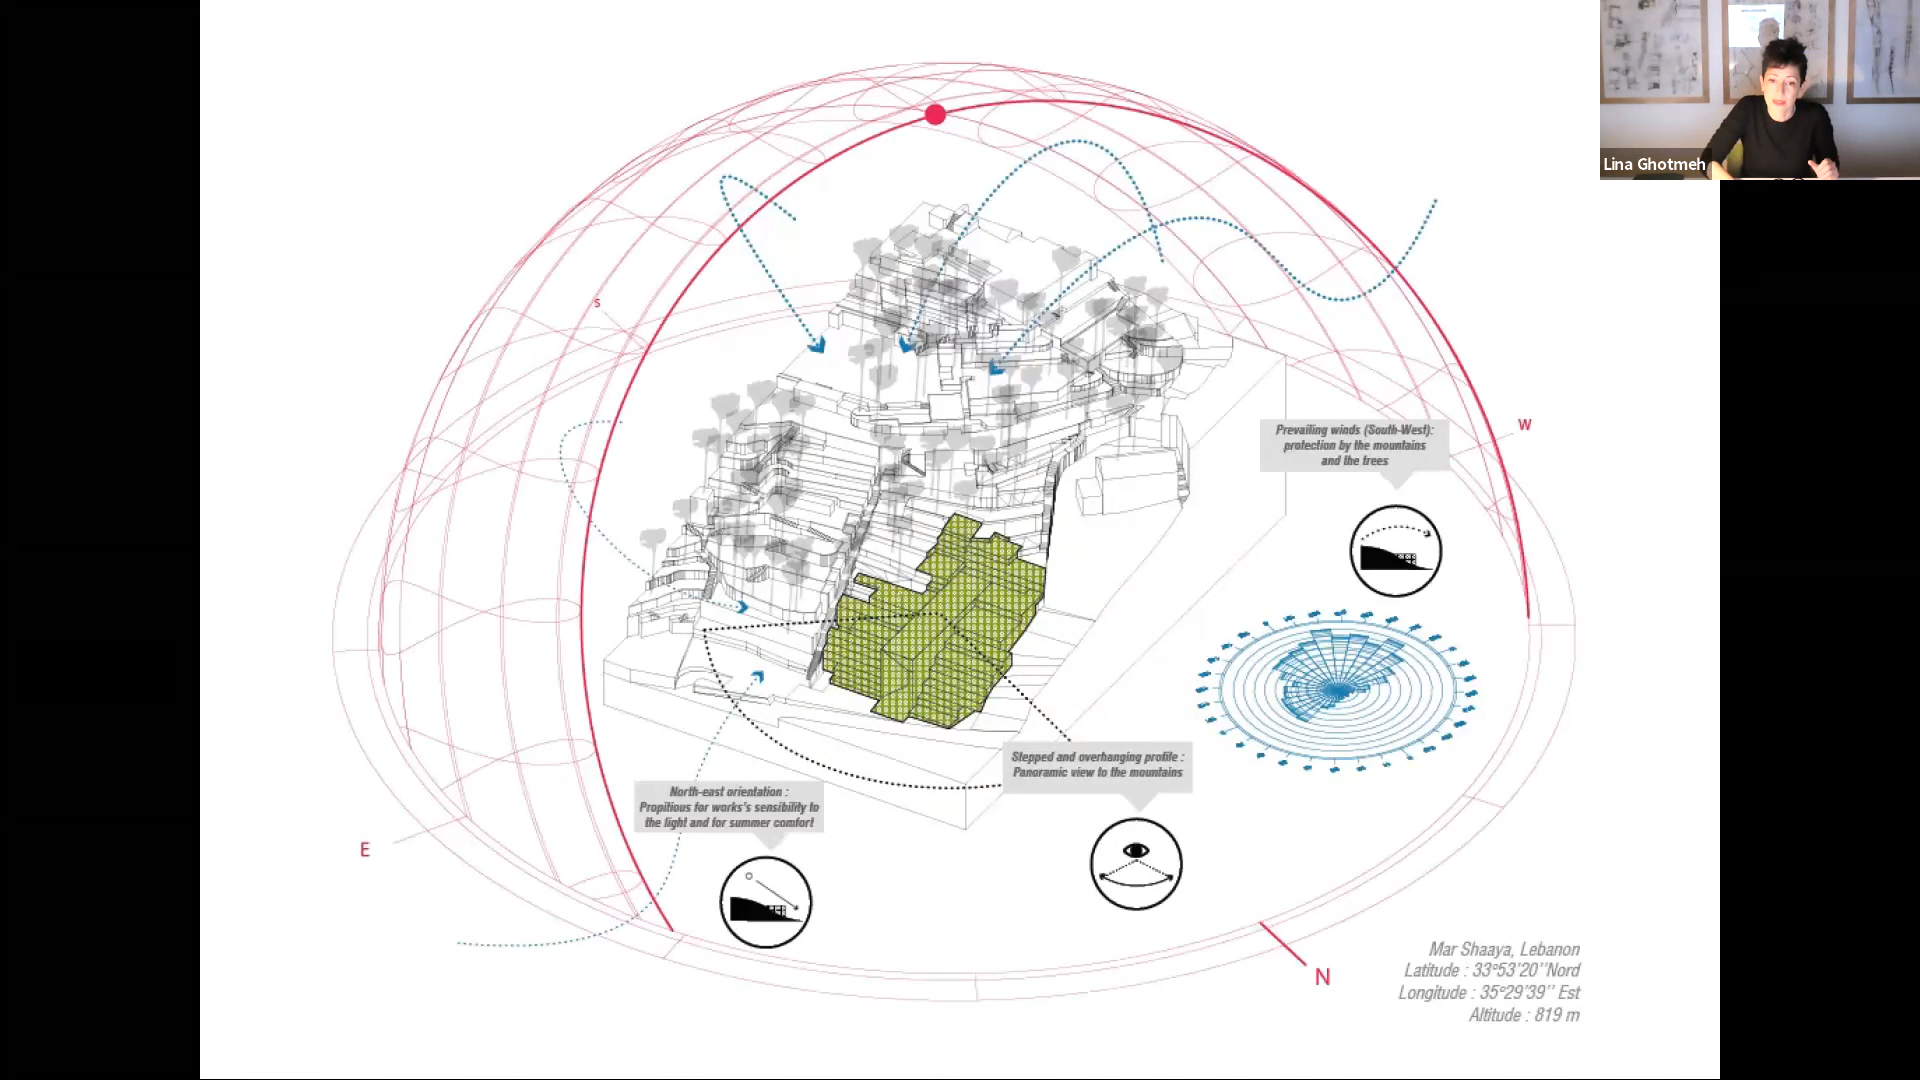 Lina Ghotmeh
S
W
Prevailing winds (South-West):
protection by the mountains
and the trees
Stepped and overhanging profile :
Panoramic view to the mountains
North-east orientation :
Propitious for works's sensibility to
the light and for summer comfort
E
N
Mar Shaaya, Lebanon
Latitude : 33°53'20''Nord
Longitude : 35°29'39'' Est
Altitude : 819 m